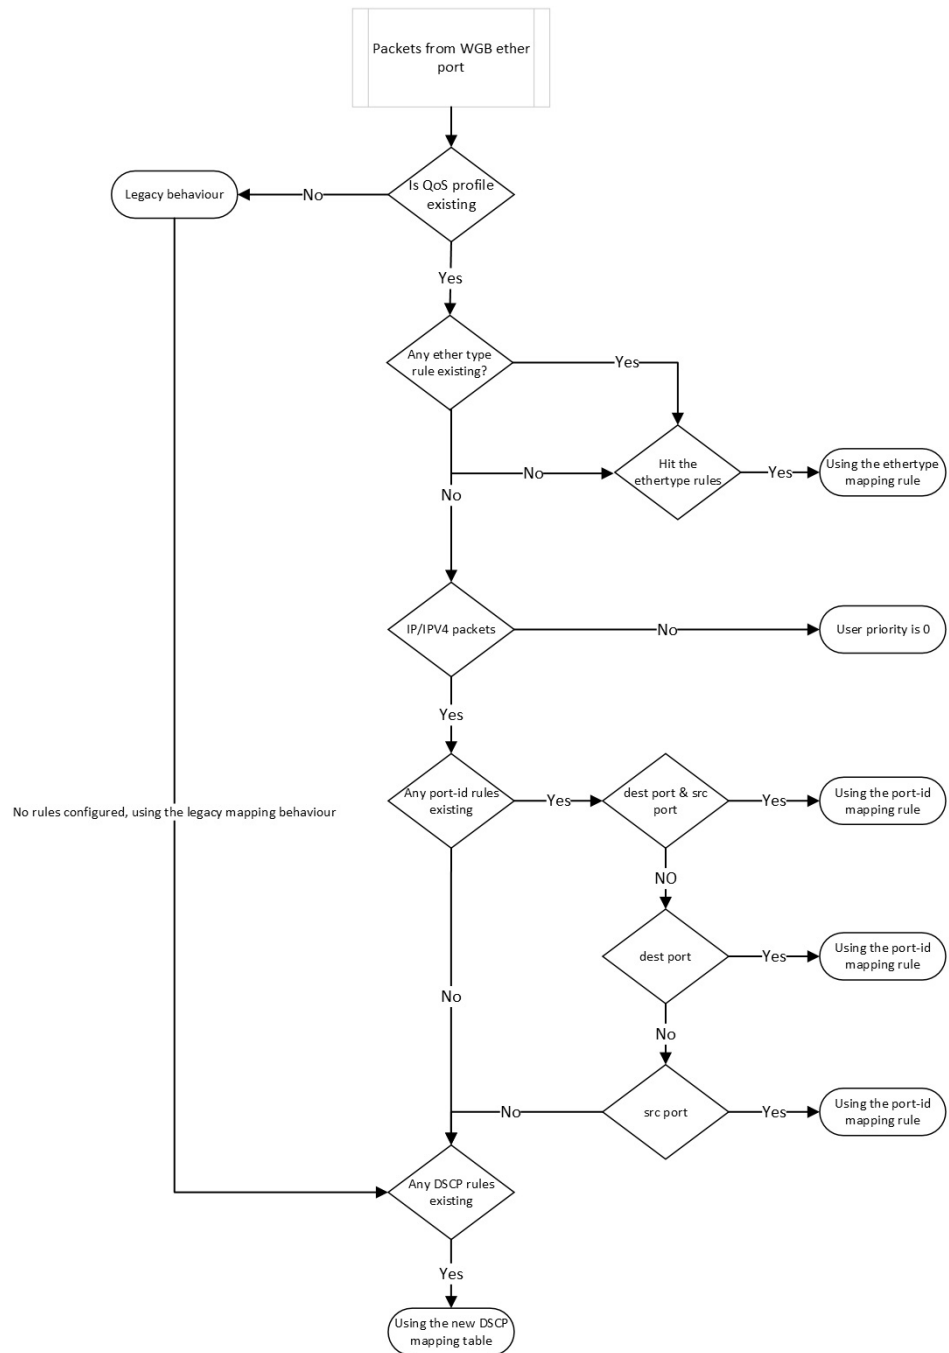 Packets from WGB ether
port
Is QoS profile
existing
No
Legacy behaviour
Yes
Any ether type
rule existing?
Yes
Hit the
ethertype rules
Yes
Using the ethertype
mapping rule
No
No
IP/IPV4 packets
No
User priority is 0
Yes
Any port-id rules
existing
Yes
dest port & src
port
Yes
Using the port-id
mapping rule
No rules configured, using the legacy mapping behaviour
NO
dest port
Yes
Using the port-id
mapping rule
No
No
src port
Yes
Using the port-id
mapping rule
No
Any DSCP rules
existing
Yes
Using the new DSCP
mapping table